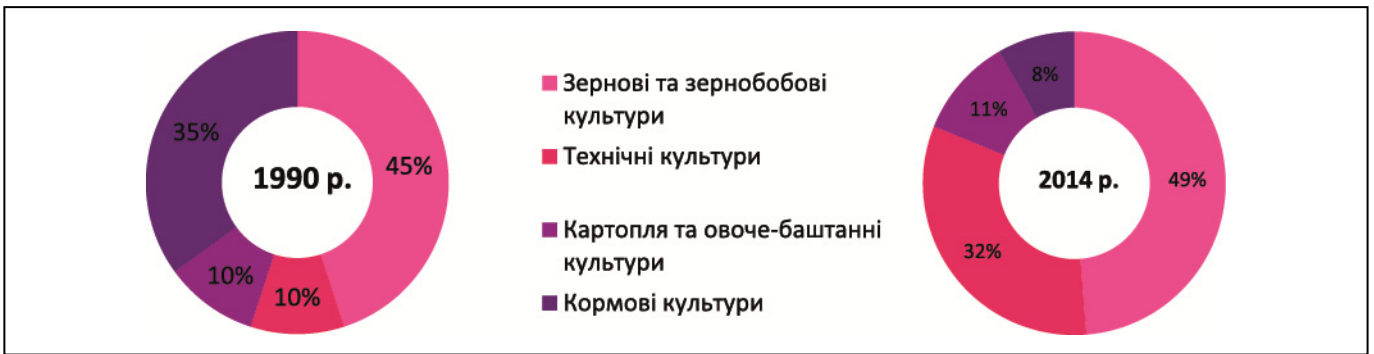 35%
1990 р.
45%
10%
10%
Зернові та зернобобові
культури
Технічні культури
Картопля та овоче-баштанні
культури
Кормові культури
8%
11%
2014 р.
49%
32%